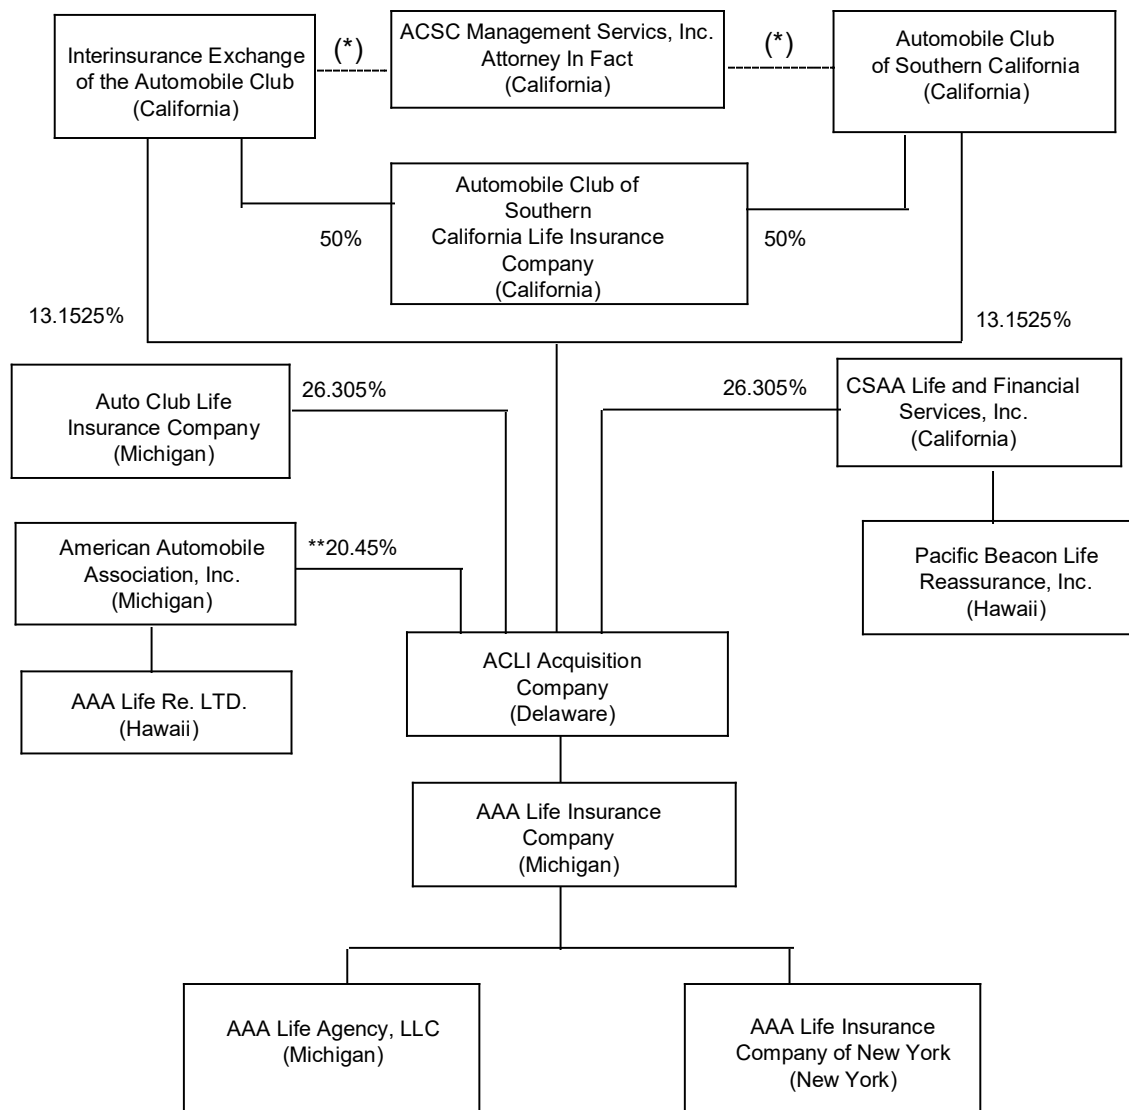 Interinsurance Exchange
of the Automobile Club
(California)
(*)
ACSC Management Servics, Inc.
Attorney In Fact
(California)
(*)
Automobile Club
of Southern California
(California)
Automobile Club of
Southern
California Life Insurance
Company
(California)
50%
50%
13.1525%
13.1525%
Auto Club Life
Insurance Company
(Michigan)
26.305%
26.305%
CSAA Life and Financial
Services, Inc.
(California)
American Automobile
Association, Inc.
(Michigan)
**20.45%
Pacific Beacon Life
Reassurance, Inc.
(Hawaii)
AAA Life Re. LTD.
(Hawaii)
ACLI Acquisition
Company
(Delaware)
AAA Life Insurance
Company
(Michigan)
AAA Life Agency, LLC
(Michigan)
AAA Life Insurance
Company of New York
(New York)